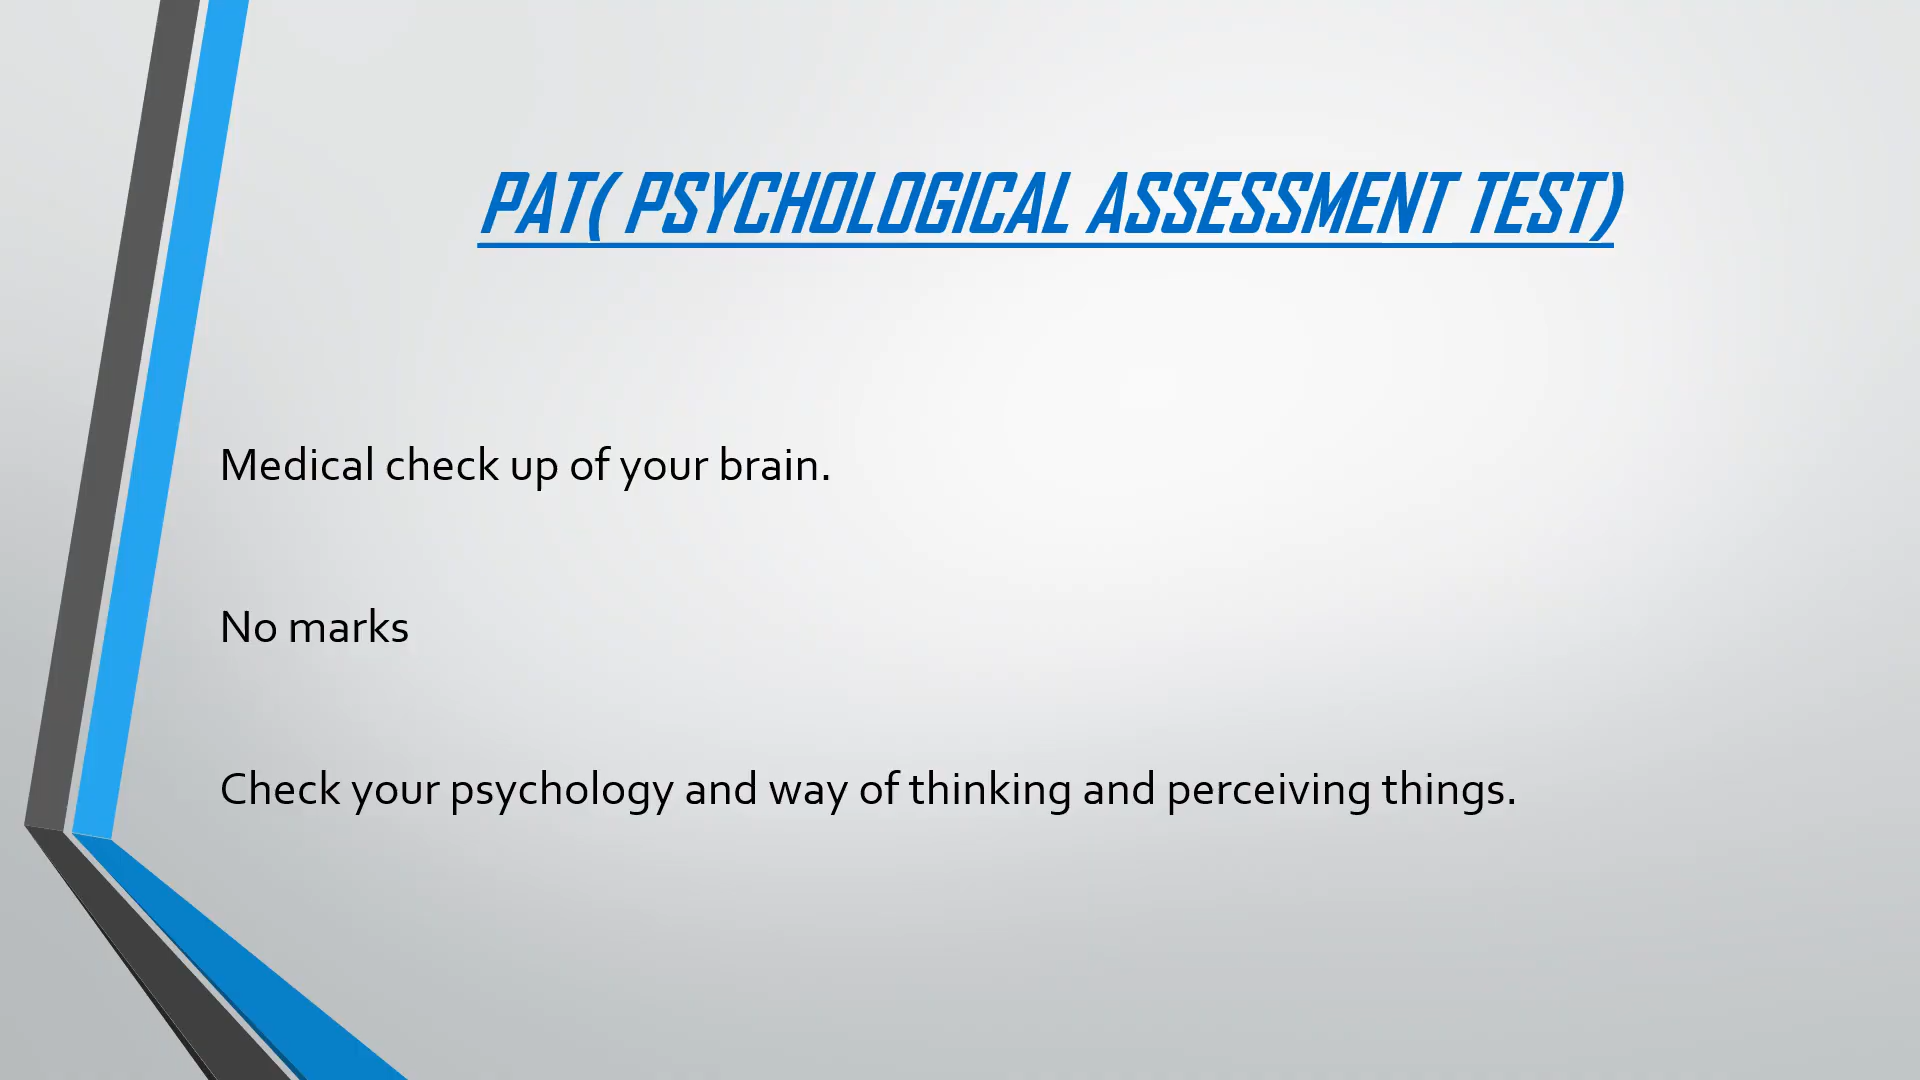 PAT( PSYCHOLOGICAL ASSESSMENT TEST)
Medical check up of your brain.
No marks
Check your psychology and way of thinking and perceiving things.